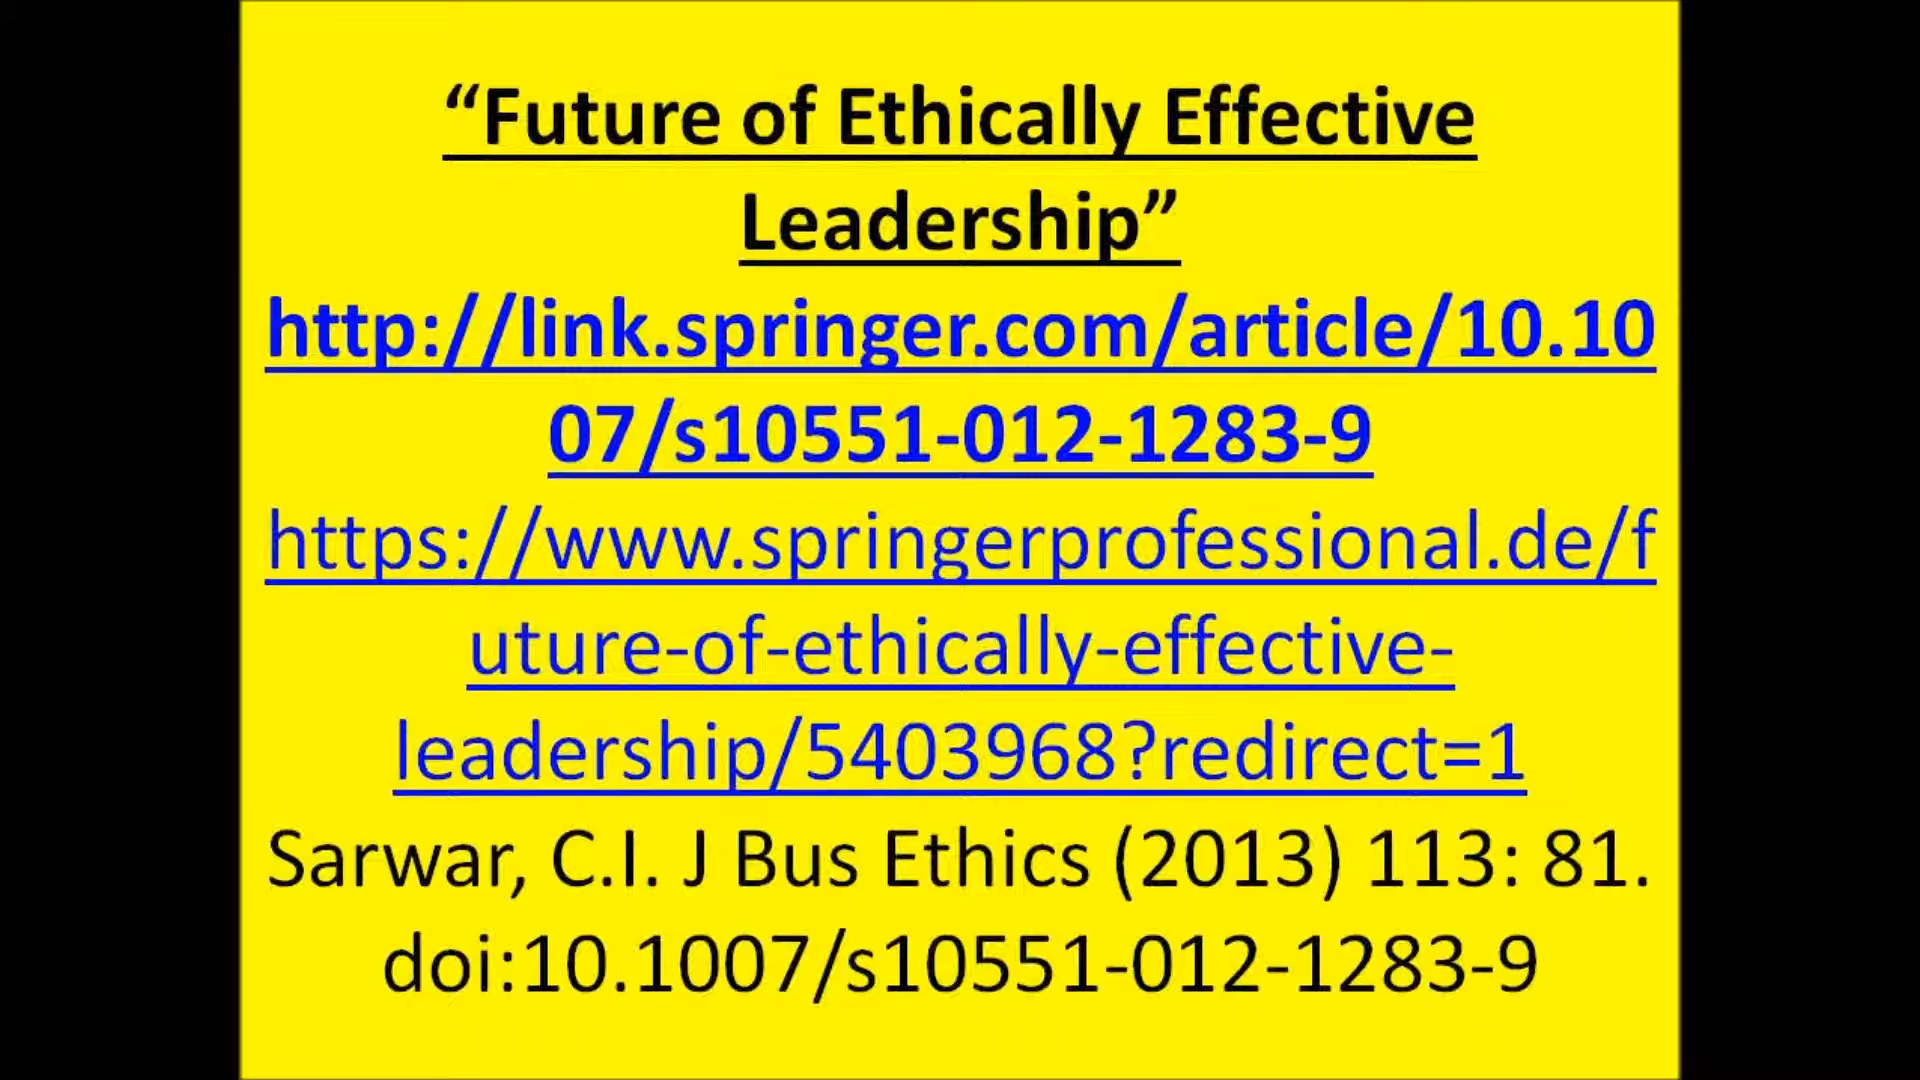 “Future of Ethically Effective
Leadership”
http://link.springer.com/article/10.10
07/s10551-012-1283-9
https://www.springerprofessional.de/f
uture-of-ethically-effective-
leadership/5403968?redirect=1
Sarwar, C.I. J Bus Ethics (2013) 113: 81.
doi:10.1007/s10551-012-1283-9